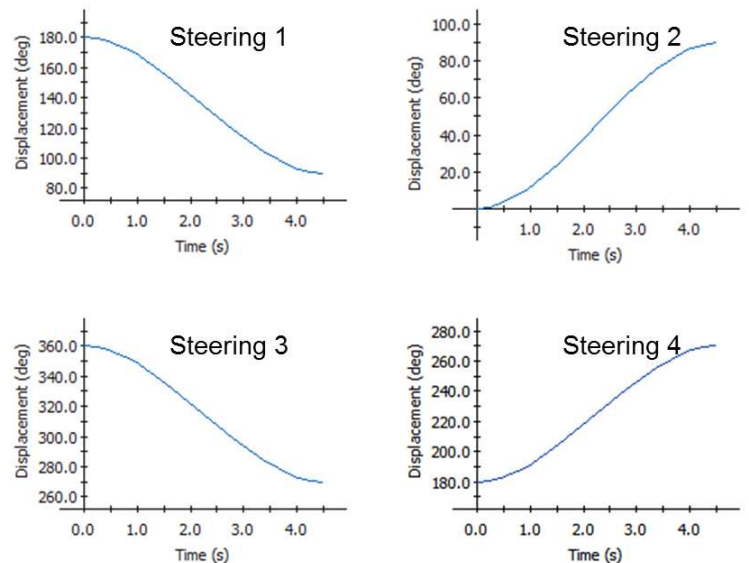 Steering 1
Displacement (deg)
180.0
160.0
140.0
120.0
100.0
80.0
0.0 1.0 2.0 3.0 4.0
Time (s)
Steering 2
Displacement (deg)
100.0
80.0
60.0
40.0
20.0
1.0 2.0 3.0 4.0
Time (s)
Steering 3
Displacement (deg)
360.0
340.0
320.0
300.0
280.0
260.0
0.0 1.0 2.0 3.0 4.0
Time (s)
Steering 4
Displacement (deg)
280.0
260.0
240.0
220.0
200.0
180.0
0.0 1.0 2.0 3.0 4.0
Time (s)